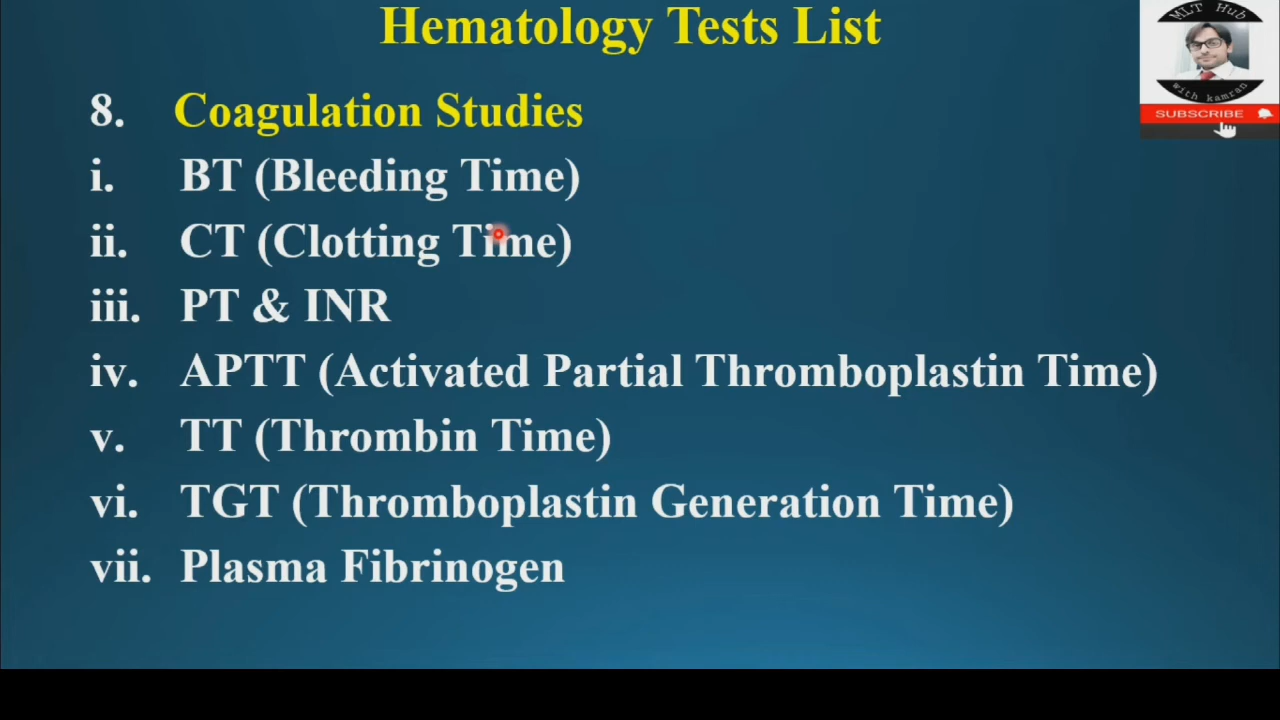 Hematology Tests List
MLT Hub
with kamran
SUBSCRIBE
8. Coagulation Studies
i. BT (Bleeding Time)
ii. CT (Clotting Time)
iii. PT & INR
iv. APTT (Activated Partial Thromboplastin Time)
v. TT (Thrombin Time)
vi. TGT (Thromboplastin Generation Time)
vii. Plasma Fibrinogen